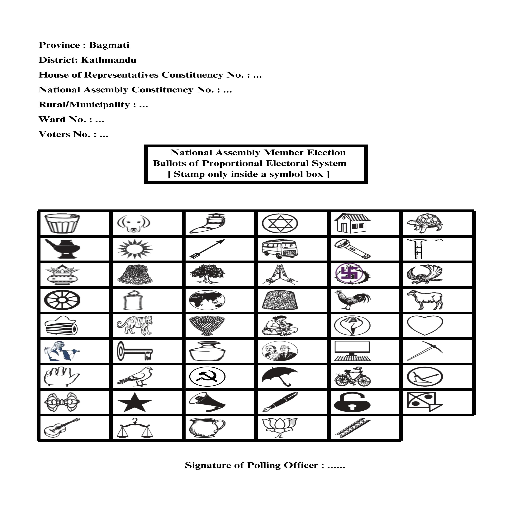 Province : Bagmati
District: Kathmandu
House of Representatives Constituency No. : ...
National Assembly Constituency No. : ...
Rural/Municipality : ...
Ward No. : ...
Voters No. : ...
National Assembly Member Election
Ballots of Proportional Electoral System
[ Stamp only inside a symbol box ]
Signature of Polling Officer : ......